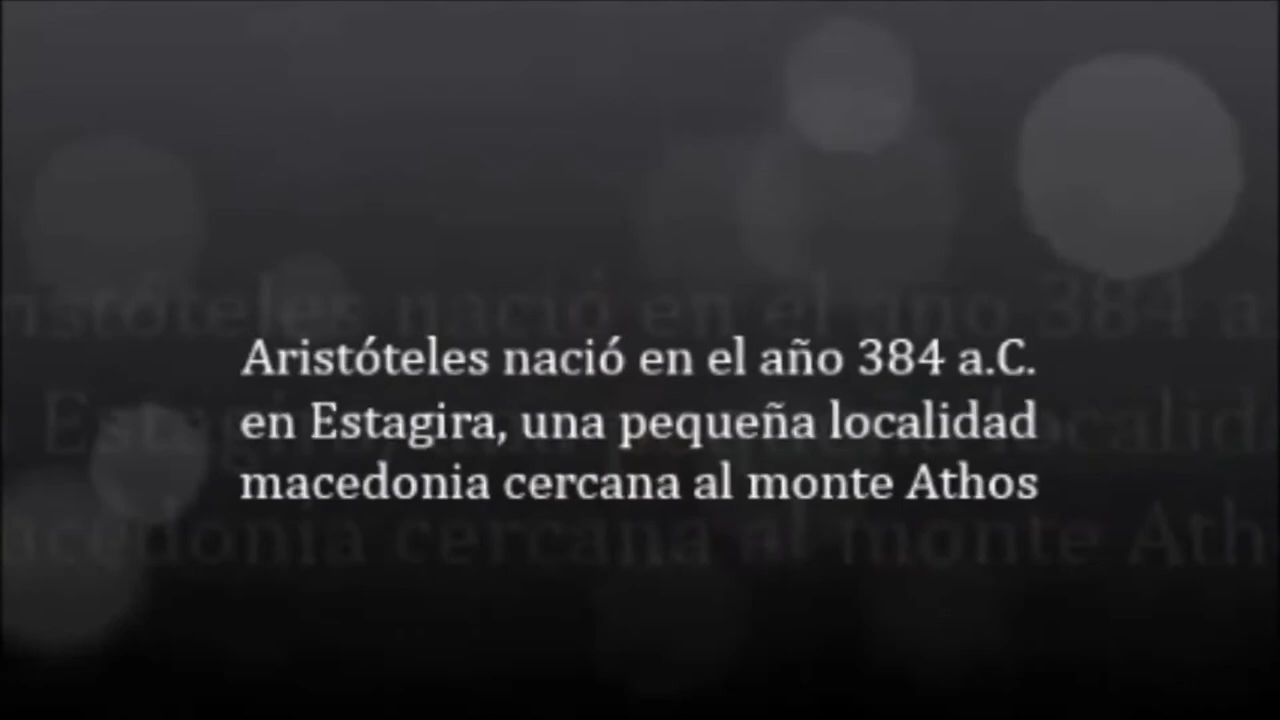 Aristóteles nació en el año 384 a.C.
en Estagira, una pequeña localidad
macedonia cercana al monte Athos